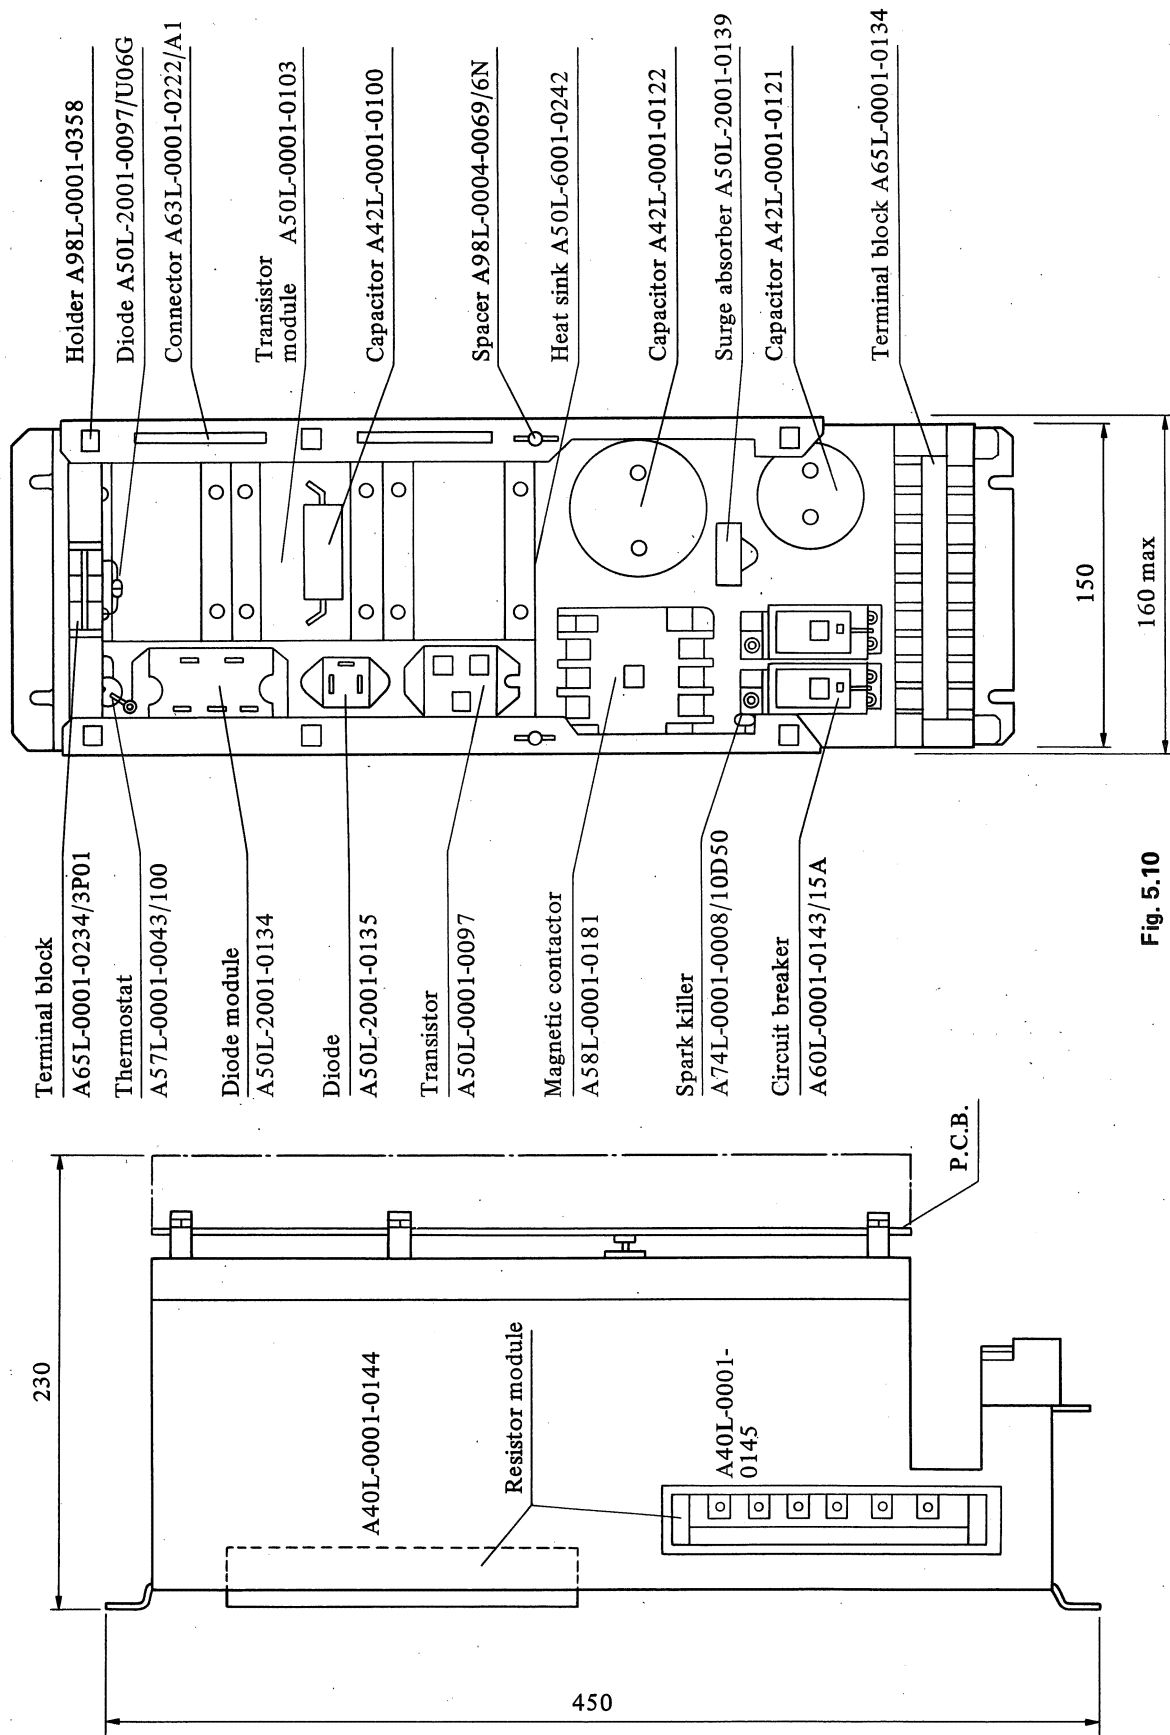 Holder A98L-0001-0358
Diode A50L-2001-0097/U06G
Connector A63L-0001-0222/A1
Transistor
module A50L-0001-0103
Capacitor A42L-0001-0100
Spacer A98L-0004-0069/6N
Heat sink A50L-6001-0242
Capacitor A42L-0001-0122
Surge absorber A50L-2001-0139
Capacitor A42L-0001-0121
Terminal block A65L-0001-0134
150
160 max
Terminal block
A65L-0001-0234/3P01
Thermostat
A57L-0001-0043/100
Diode module
A50L-2001-0134
Diode
A50L-2001-0135
Transistor
A50L-0001-0097
Magnetic contactor
A58L-0001-0181
Spark killer
A74L-0001-0008/10D50
Circuit breaker
A60L-0001-0143/15A
230
A40L-0001-0144
Resistor module
A40L-0001-
0145
P.C.B.
450
Fig. 5.10